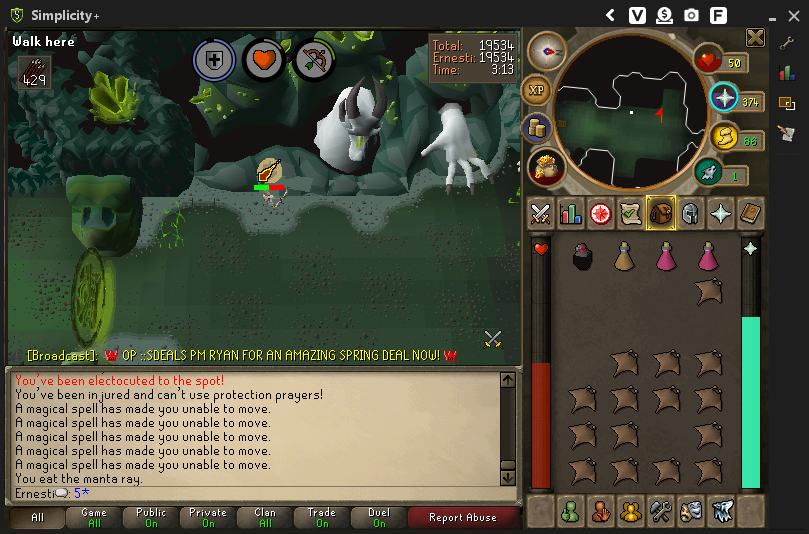 Simplicity+
V
F
Walk here
429
Total: 19534
Ernesti: 19534
Time: 3:13
XP
50
374
86
1
[Broadcast]: OP ::SDEALS PM RYAN FOR AN AMAZING SPRING DEAL NOW!
You've been electocuted to the spot!
You've been injured and can't use protection prayers!
A magical spell has made you unable to move.
A magical spell has made you unable to move.
A magical spell has made you unable to move.
A magical spell has made you unable to move.
A magical spell has made you unable to move.
You eat the manta ray.
Ernesti: 5*
All
Game
All
Public
On
Private
On
Clan
All
Trade
On
Duel
On
Report Abuse